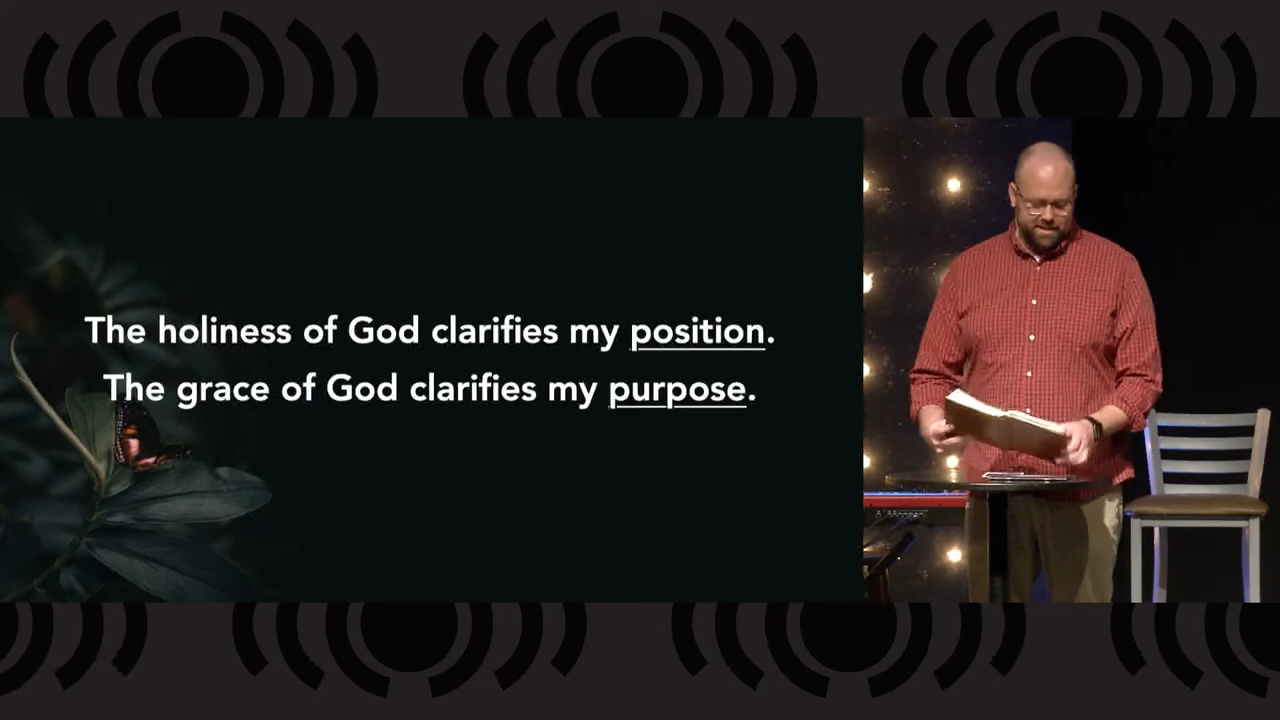 The holiness of God clarifies my position.
The grace of God clarifies my purpose.